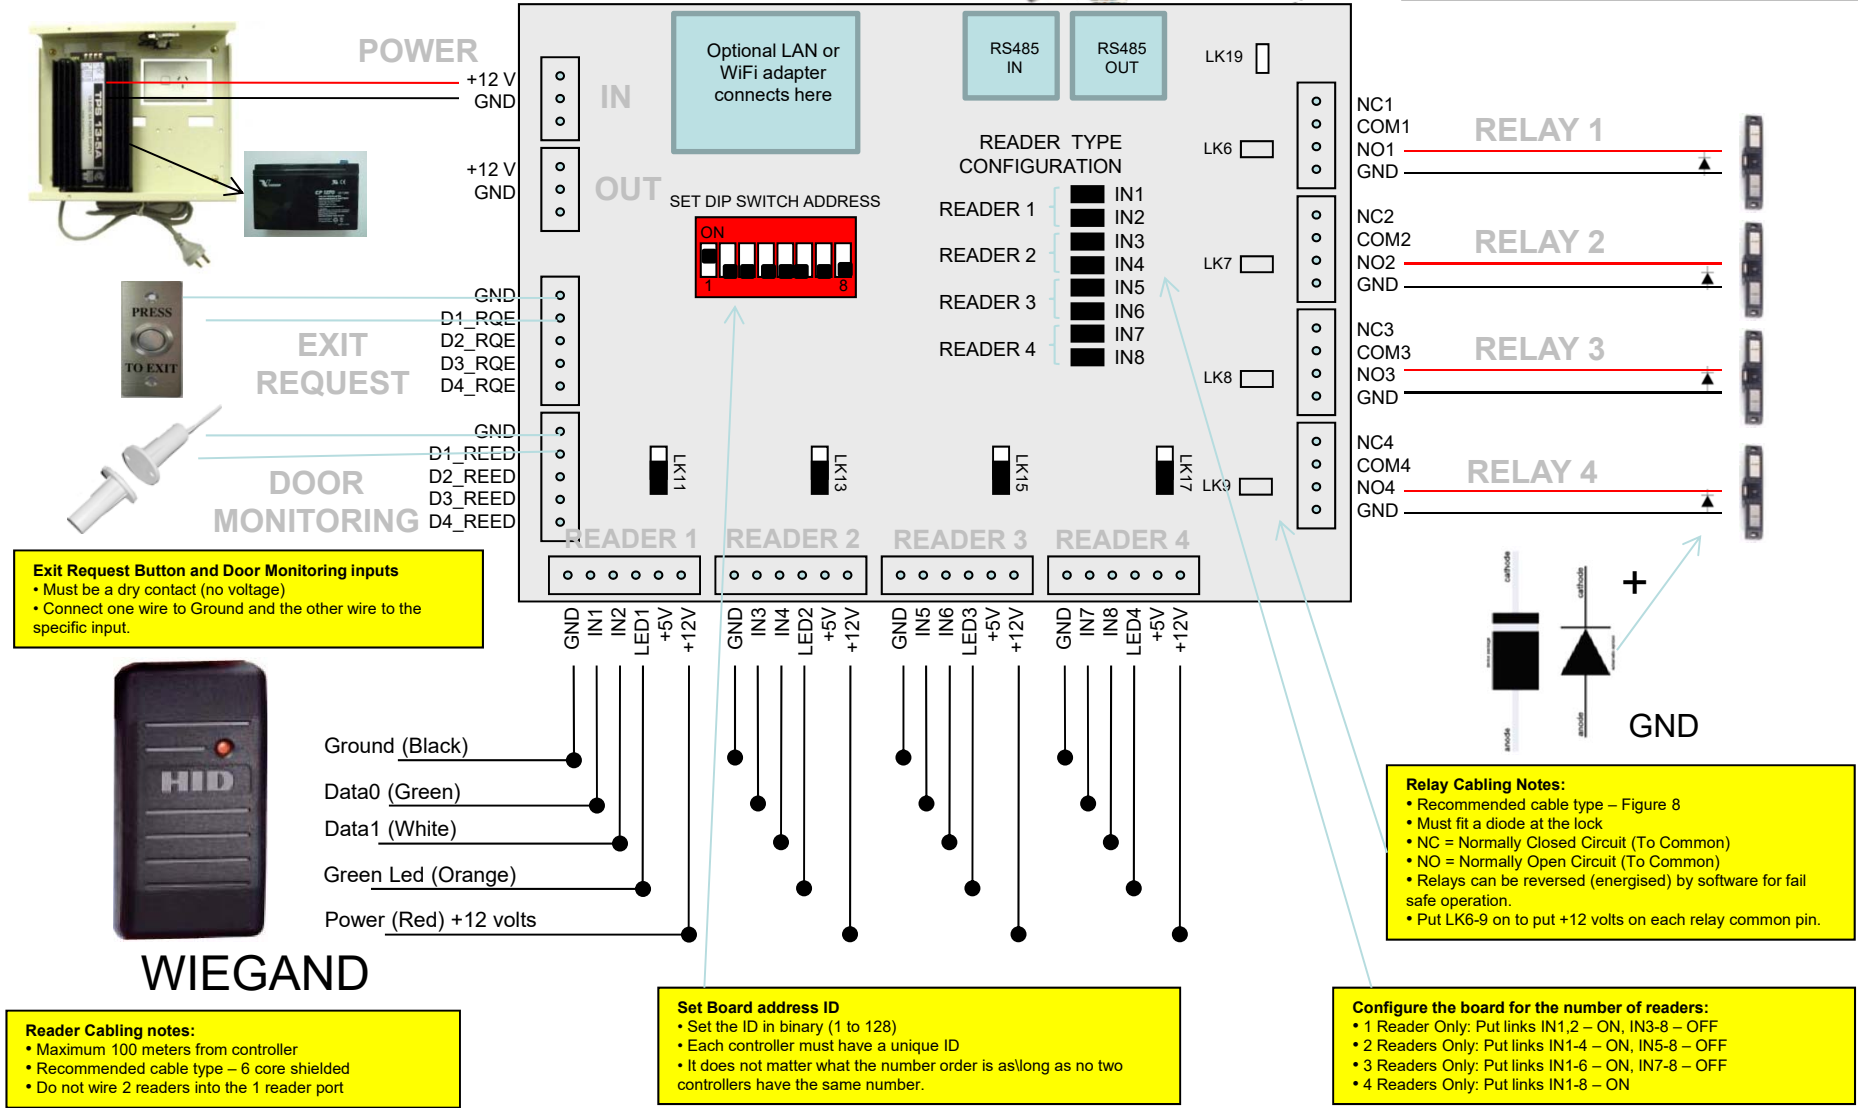 POWER
+12 V
GND
IN
+12 V
GND
OUT
TPS 13-5A
Optional LAN or
WiFi adapter
connects here
RS485
IN
RS485
OUT
LK19
LK6
LK7
LK8
LK9
READER TYPE
CONFIGURATION
READER 1
IN1
IN2
READER 2
IN3
IN4
READER 3
IN5
IN6
READER 4
IN7
IN8
SET DIP SWITCH ADDRESS
ON
1
8
NC1
COM1
NO1
GND
RELAY 1
NC2
COM2
NO2
GND
RELAY 2
NC3
COM3
NO3
GND
RELAY 3
NC4
COM4
NO4
GND
RELAY 4
PRESS
TO EXIT
EXIT
REQUEST
GND
D1_RQE
D2_RQE
D3_RQE
D4_RQE
DOOR
MONITORING
GND
D1_REED
D2_REED
D3_REED
D4_REED
LK11
LK13
LK15
LK17
READER 1
READER 2
READER 3
READER 4
GND
IN1
IN2
LED1
+5V
+12V
GND
IN3
IN4
LED2
+5V
+12V
GND
IN5
IN6
LED3
+5V
+12V
GND
IN7
IN8
LED4
+5V
+12V
Exit Request Button and Door Monitoring inputs
• Must be a dry contact (no voltage)
• Connect one wire to Ground and the other wire to the
specific input.
HID
WIEGAND
Ground (Black)
Data0 (Green)
Data1 (White)
Green Led (Orange)
Power (Red) +12 volts
cathode
anode
cathode
anode
+
GND
Relay Cabling Notes:
• Recommended cable type – Figure 8
• Must fit a diode at the lock
• NC = Normally Closed Circuit (To Common)
• NO = Normally Open Circuit (To Common)
• Relays can be reversed (energised) by software for fail
safe operation.
• Put LK6-9 on to put +12 volts on each relay common pin.
Reader Cabling notes:
• Maximum 100 meters from controller
• Recommended cable type – 6 core shielded
• Do not wire 2 readers into the 1 reader port
Set Board address ID
• Set the ID in binary (1 to 128)
• Each controller must have a unique ID
• It does not matter what the number order is as\long as no two
controllers have the same number.
Configure the board for the number of readers:
• 1 Reader Only: Put links IN1,2 – ON, IN3-8 – OFF
• 2 Readers Only: Put links IN1-4 – ON, IN5-8 – OFF
• 3 Readers Only: Put links IN1-6 – ON, IN7-8 – OFF
• 4 Readers Only: Put links IN1-8 – ON